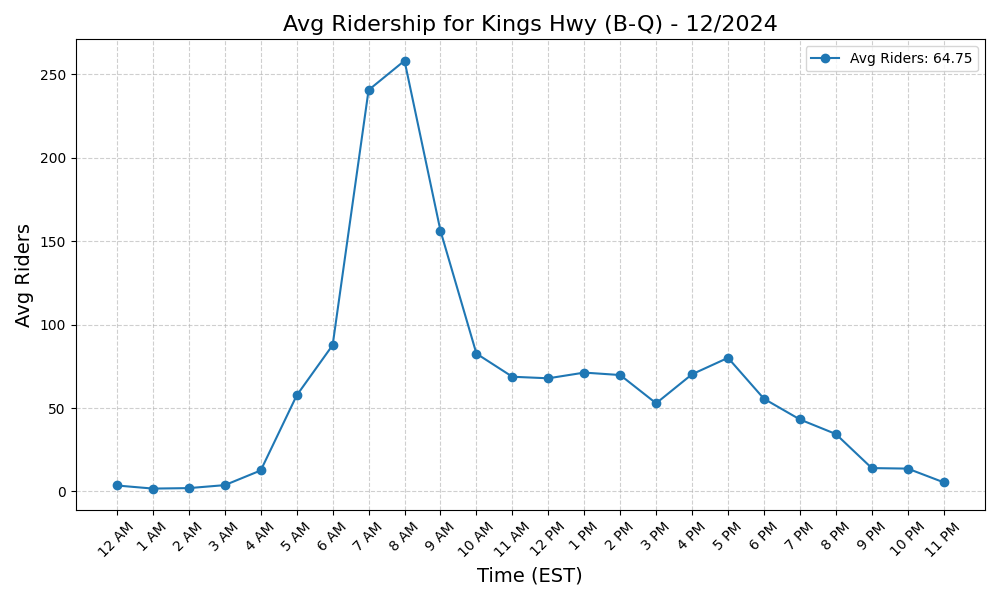 Avg Ridership for Kings Hwy (B-Q) - 12/2024
Avg Riders: 64.75
Avg Riders
250
200
150
100
50
0
12 AM
1 AM
2 AM
3 AM
4 AM
5 AM
6 AM
7 AM
8 AM
9 AM
10 AM
11 AM
12 PM
1 PM
2 PM
3 PM
4 PM
5 PM
6 PM
7 PM
8 PM
9 PM
10 PM
11 PM
Time (EST)